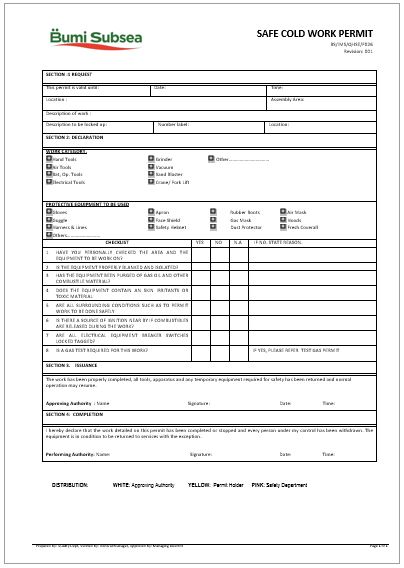 Bumi Subsea
SAFE COLD WORK PERMIT
BS/TMS/QHSE/F026
Revision: 001
SECTION :1 REQUEST
This permit is valid until: Date: Time:
Location : Assembly Area:
Description of work :
Description to be locked up: Number label: Location:
SECTION 2: DECLARATION
WORK CATEGORY:
Hand Tools Grinder Other
Air Tools Vacuum
Bat. Op. Tools Sand Blaster
Electrical Tools Crane/ Fork Lift
PROTECTIVE EQUIPMENT TO BE USED
Gloves Apron Rubber Boots Air Mask
Goggle Face Shield Gas Mask Hoods
Harness & Lines Safety Helmet Dust Protector Fresh Coverall
Others
CHECKLIST YES NO N.A IF NO. STATE REASON.
1 HAVE YOU PERSONALLY CHECKED THE AREA AND THE
EQUIPMENT TO BE WORK ON?
2 IS THE EQUIPMENT PROPERLY BLANKED AND ISOLATED?
3 HAS THE EQUIPMENT BEEN PURGED OF GAS OIL AND OTHER
COMBUSTIBLE MATERIAL?
4 DOES THE EQUIPMENT CONTAIN AN SKIN IRRITANTS OR
TOXIC MATERIAL
5 ARE ALL SURROUNDING CONDITIONS SUCH AS TO PERMIT
WORK TO BE DONE SAFELY
6 IS THERE A SOURCE OF IGNITION NEAR BY IF COMBUSTIBLES
ARE RELEASED DURING THE WORK?
7 ARE ALL ELECTRICAL EQUIPMENT BREAKER SWITCHES
LOCKED TAGGED?
8 IS A GAS TEST REQUIRED FOR THIS WORK? IF YES, PLEASE REFER TEST GAS PERMIT
SECTION 3: ISSUANCE
The work has been properly completed, all tools, apparatus and any temporary equipment required for safety has been returned and normal
operation may resume.
Approving Authority : Name Signature: Date: Time:
SECTION 4: COMPLETION
I hereby declare that the work detailed on this permit has been completed or stopped and every person under my control has been withdrawn. The
equipment is in condition to be returned to services with the exception.
Performing Authority: Name Signature: Date: Time:
DISTRIBUTION: WHITE: Approving Authority YELLOW: Permit Holder PINK: Safety Department